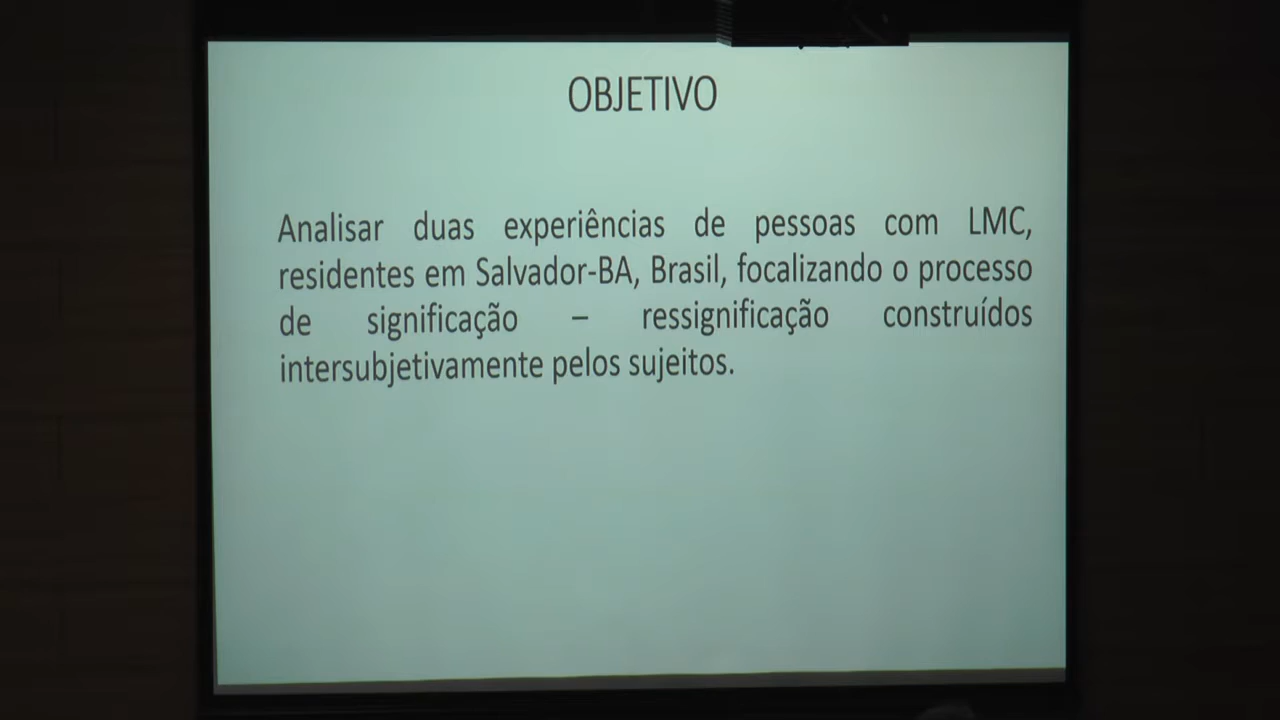 OBJETIVO
Analisar duas experiências de pessoas com LMC,
residentes em Salvador-BA, Brasil, focalizando o processo
de significação – ressignificação construídos
intersubjetivamente pelos sujeitos.